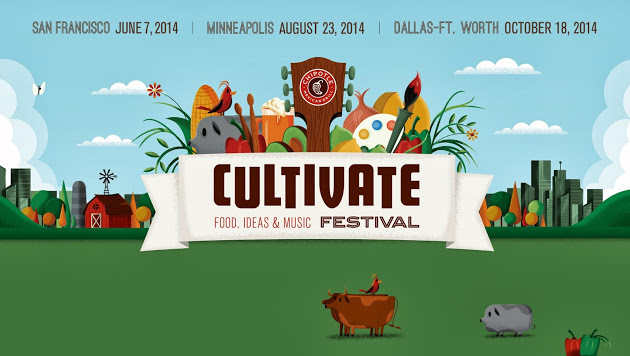 SAN FRANCISCO JUNE 7, 2014 | MINNEAPOLIS AUGUST 23, 2014 | DALLAS-FT. WORTH OCTOBER 18, 2014
CHIPOTLE
MEXICAN GRILL
CULTIVATE
FOOD, IDEAS & MUSIC FESTIVAL